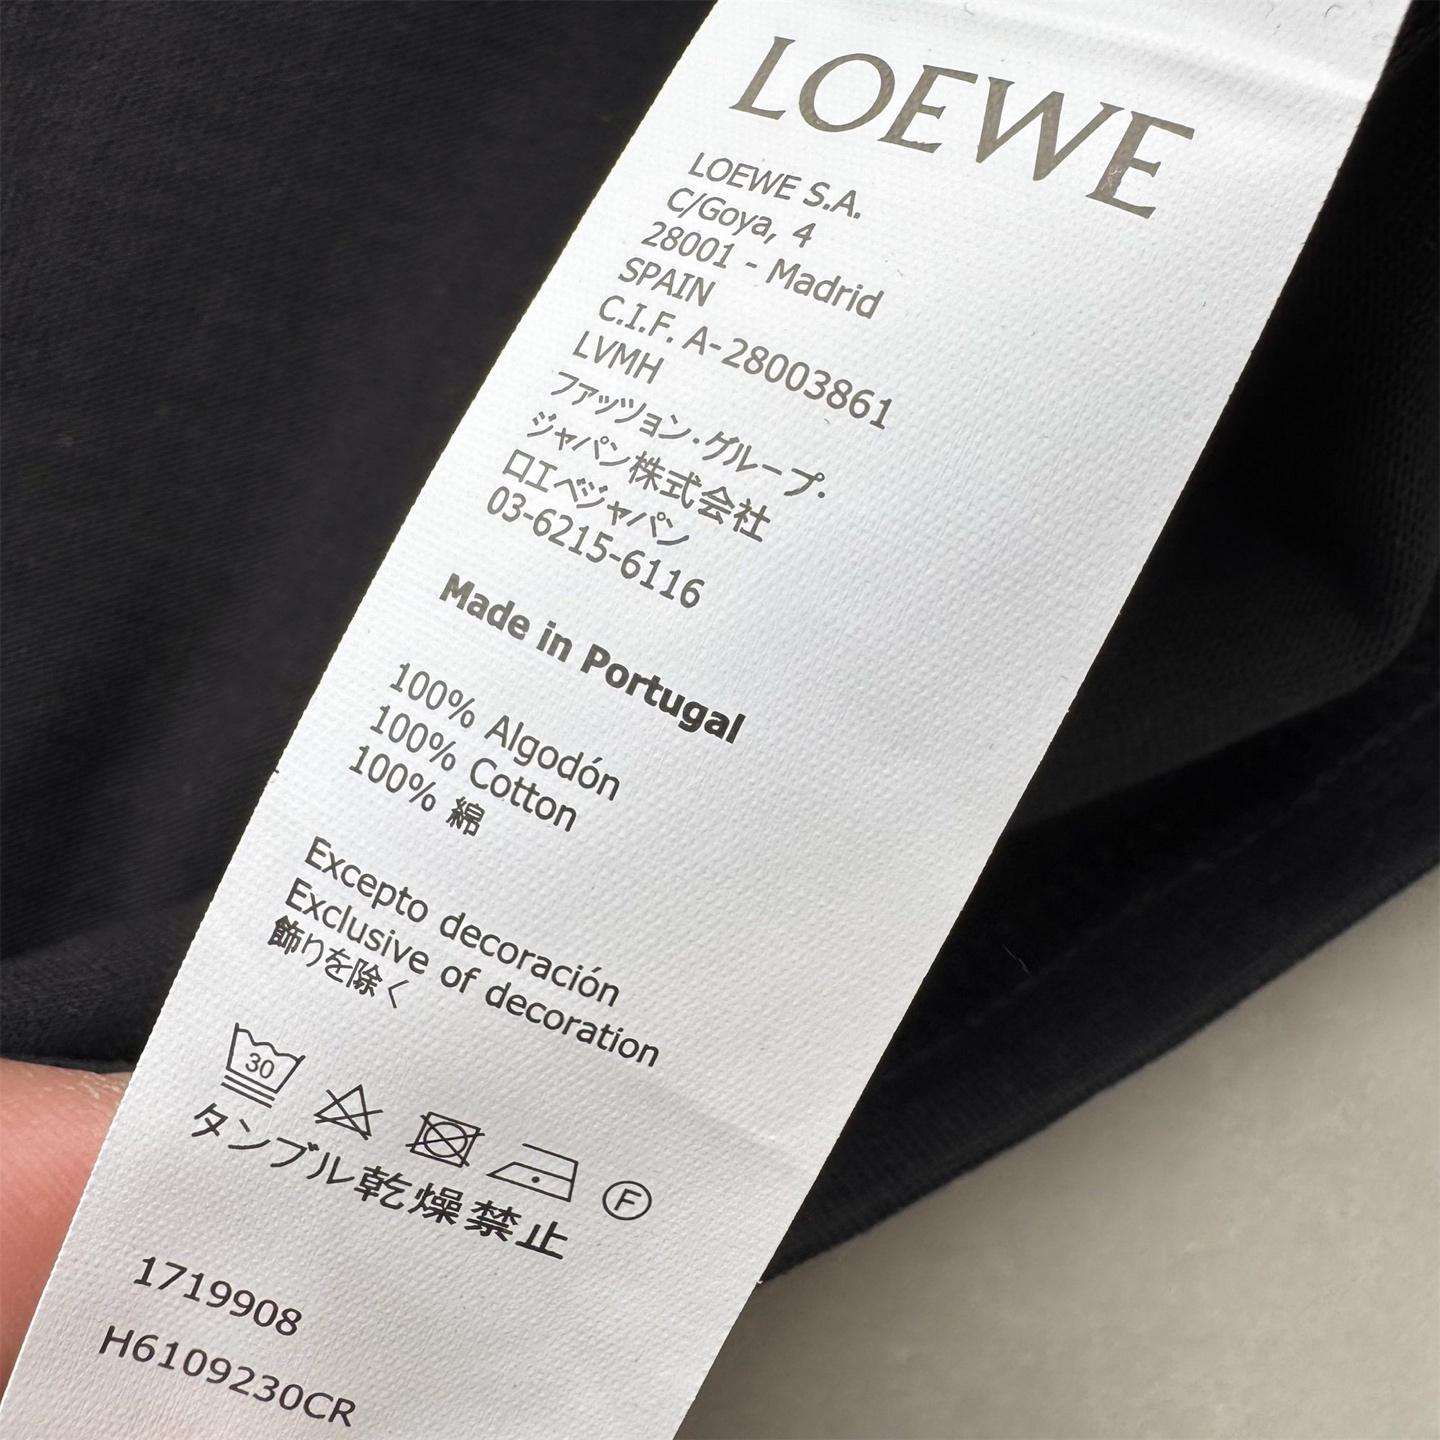 LOEWE
LOEWE S.A.
C/Goya, 4
28001 - Madrid
SPAIN
C.I.F. A-28003861
LVMH
ファッツョン・グループ・
ジャパン株式会社
ロエベジャパン
03-6215-6116
Made in Portugal
100% Algodón
100% Cotton
100% 綿
Excepto decoración
Exclusive of decoration
飾りを除く
30
F
タンブル乾燥禁止
1719908
H6109230CR